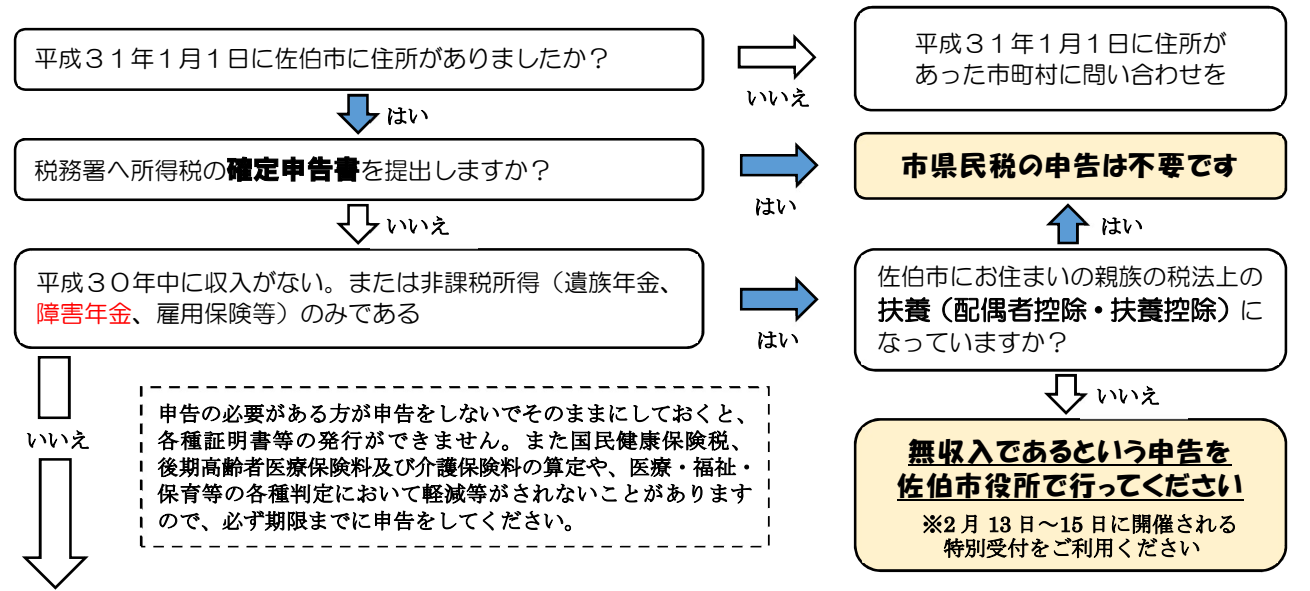 平成３１年１月１日に佐伯市に住所がありましたか？
いいえ
平成３１年１月１日に住所が
あった市町村に問い合わせを
はい
税務署へ所得税の確定申告書を提出しますか？
はい
市県民税の申告は不要です
いいえ
はい
平成３０年中に収入がない。または非課税所得（遺族年金、
障害年金、雇用保険等）のみである
はい
佐伯市にお住まいの親族の税法上の
扶養（配偶者控除・扶養控除）に
なっていますか？
いいえ
いいえ
申告の必要がある方が申告をしないでそのままにしておくと、
各種証明書等の発行ができません。また国民健康保険税、
後期高齢者医療保険料及び介護保険料の算定や、医療・福祉・
保育等の各種判定において軽減等がされないことがあります
ので、必ず期限までに申告をしてください。
無収入であるという申告を
佐伯市役所で行ってください
※2月13日～15日に開催される
特別受付をご利用ください